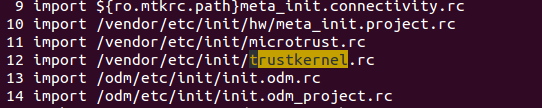 9 import ${ro.mtkrc.path}meta_init.connectivity.rc
10 import /vendor/etc/init/hw/meta_init.project.rc
11 import /vendor/etc/init/microtrust.rc
12 import /vendor/etc/init/trustkernel.rc
13 import /odm/etc/init/init.odm.rc
14 import /odm/etc/init/init.odm_project.rc